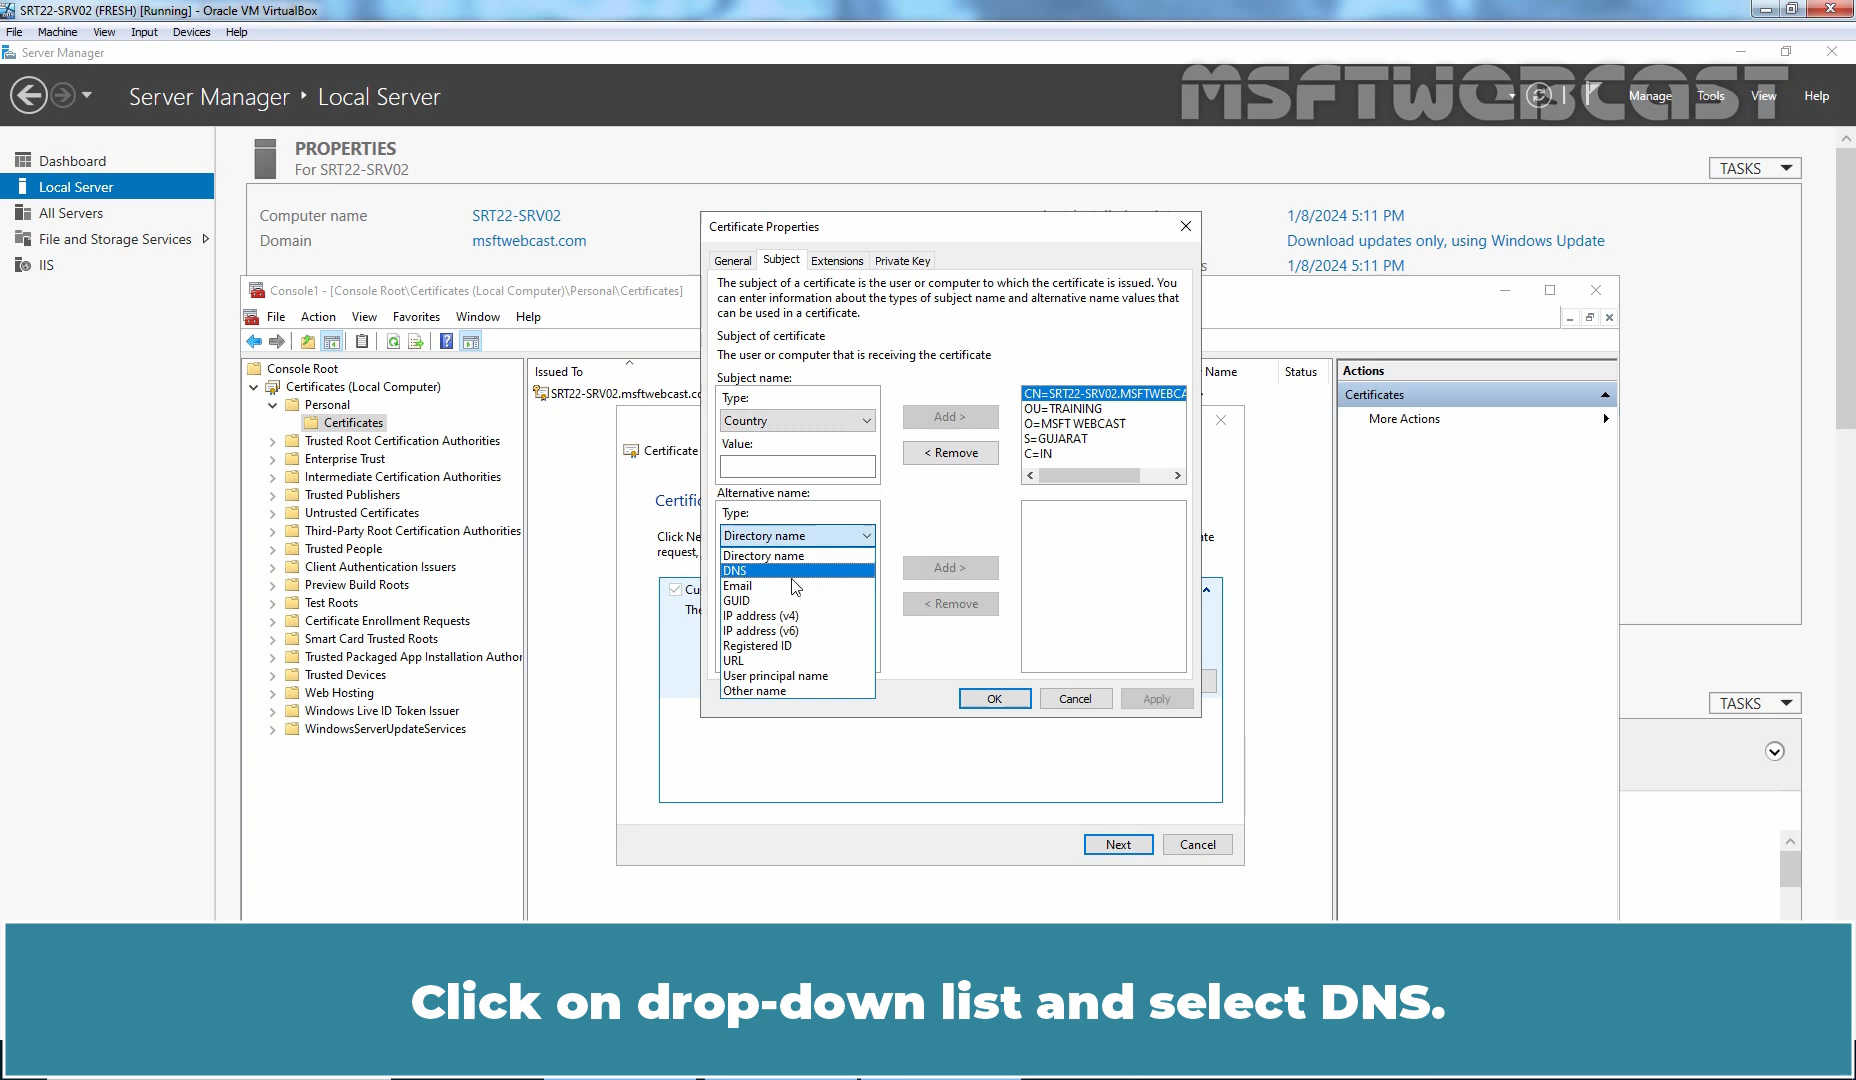 SRT22-SRV02 (FRESH) [Running] - Oracle VM VirtualBox
File Machine View Input Devices Help
Server Manager
Server Manager • Local Server
MSFTWEBCAST
Manage Tools View Help
Dashboard
Local Server
All Servers
File and Storage Services
IIS
PROPERTIES
For SRT22-SRV02
TASKS
Computer name SRT22-SRV02
Domain msftwebcast.com
1/8/2024 5:11 PM
Download updates only, using Windows Update
1/8/2024 5:11 PM
Console1 - [Console Root\Certificates (Local Computer)\Personal\Certificates]
File Action View Favorites Window Help
Console Root
Certificates (Local Computer)
Personal
Certificates
Trusted Root Certification Authorities
Enterprise Trust
Intermediate Certification Authorities
Trusted Publishers
Untrusted Certificates
Third-Party Root Certification Authorities
Trusted People
Client Authentication Issuers
Preview Build Roots
Test Roots
Certificate Enrollment Requests
Smart Card Trusted Roots
Trusted Packaged App Installation Author
Trusted Devices
Web Hosting
Windows Live ID Token Issuer
WindowsServerUpdateServices
Issued To
SRT22-SRV02.msftwebcast.co
Name Status
Actions
Certificates
More Actions
Certificate
Certific
Click Ne
request,
ate
Cu
The
Next Cancel
Certificate Properties
General Subject Extensions Private Key
The subject of a certificate is the user or computer to which the certificate is issued. You
can enter information about the types of subject name and alternative name values that
can be used in a certificate.
Subject of certificate
The user or computer that is receiving the certificate
Subject name:
Type:
Country
Value:
Add >
< Remove
CN=SRT22-SRV02.MSFTWEBCA
OU=TRAINING
O=MSFT WEBCAST
S=GUJARAT
C=IN
Alternative name:
Type:
Directory name
Directory name
DNS
Email
GUID
IP address (v4)
IP address (v6)
Registered ID
URL
User principal name
Other name
Add >
< Remove
OK Cancel Apply
TASKS
Click on drop-down list and select DNS.